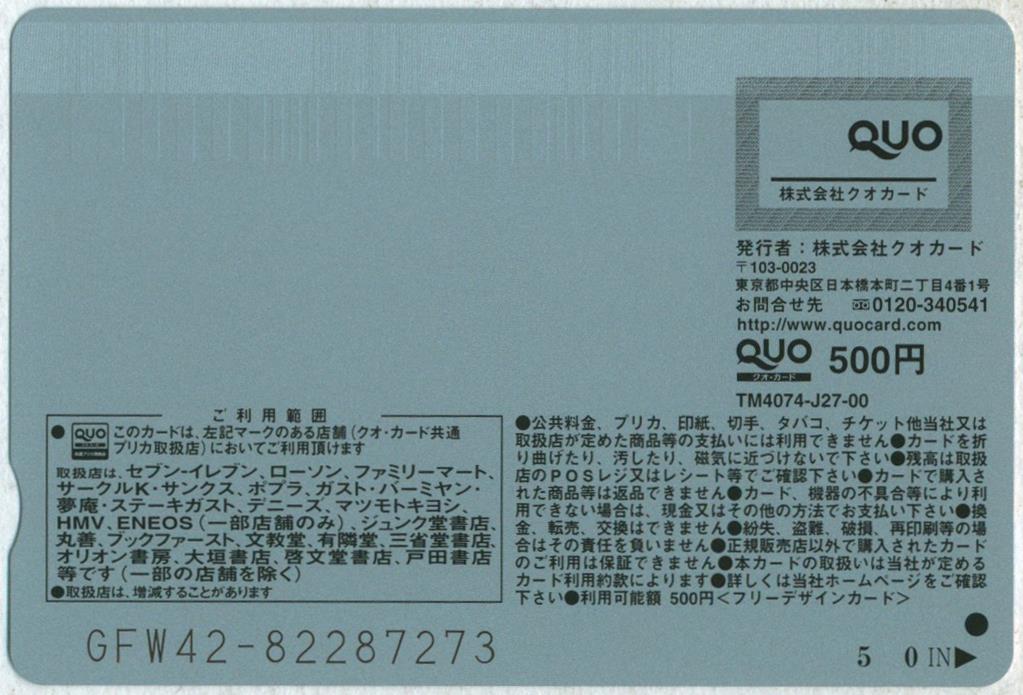 QUO
株式会社クオカード
発行者：株式会社クオカード
〒103-0023
東京都中央区日本橋本町二丁目4番1号
お問合せ先 0120-340541
http://www.quocard.com
QUO 500円
クオ・カード
TM4074-J27-00
ご利用範囲
●QUO このカードは、左記マークのある店舗（クオ・カード共通
プリカ取扱店）においてご利用頂けます
取扱店は、セブン-イレブン、ローソン、ファミリーマート、
サークルK・サンクス、ポプラ、ガスト・バーミヤン・
夢庵・ステーキガスト、デニーズ、マツモトキヨシ、
HMV、ENEOS（一部店舗のみ）、ジュンク堂書店、
丸善、ブックファースト、文教堂、有隣堂、三省堂書店、
オリオン書房、大垣書店、啓文堂書店、戸田書店
等です（一部の店舗を除く）
●取扱店は、増減することがあります
●公共料金、プリカ、印紙、切手、タバコ、チケット他当社又は
取扱店が定めた商品等の支払いには利用できません●カードを折
り曲げたり、汚したり、磁気に近づけないで下さい●残高は取扱
店のPOSレジ又はレシート等でご確認下さい●カードで購入さ
れた商品等は返品できません●カード、機器の不具合等により利
用できない場合は、現金又はその他の方法でお支払い下さい●換
金、転売、交換はできません●紛失、盗難、破損、再印刷等の場
合はその責任を負いません●正規販売店以外で購入されたカード
のご利用は保証できません●本カードの取扱いは当社が定める
カード利用約款によります●詳しくは当社ホームページをご確認
下さい●利用可能額 500円＜フリーデザインカード＞
GFW42-82287273
5 0 IN▶